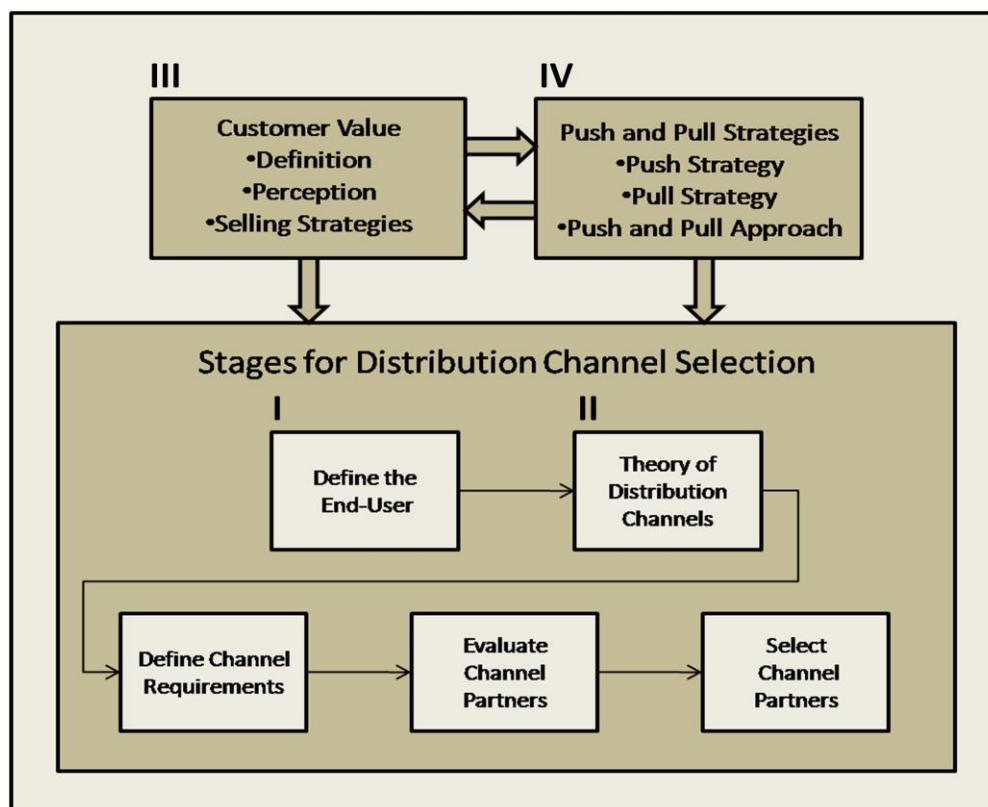 III
Customer Value
•Definition
•Perception
•Selling Strategies
IV
Push and Pull Strategies
•Push Strategy
•Pull Strategy
•Push and Pull Approach
Stages for Distribution Channel Selection
I
Define the
End-User
II
Theory of
Distribution
Channels
Define Channel
Requirements
Evaluate
Channel
Partners
Select
Channel
Partners